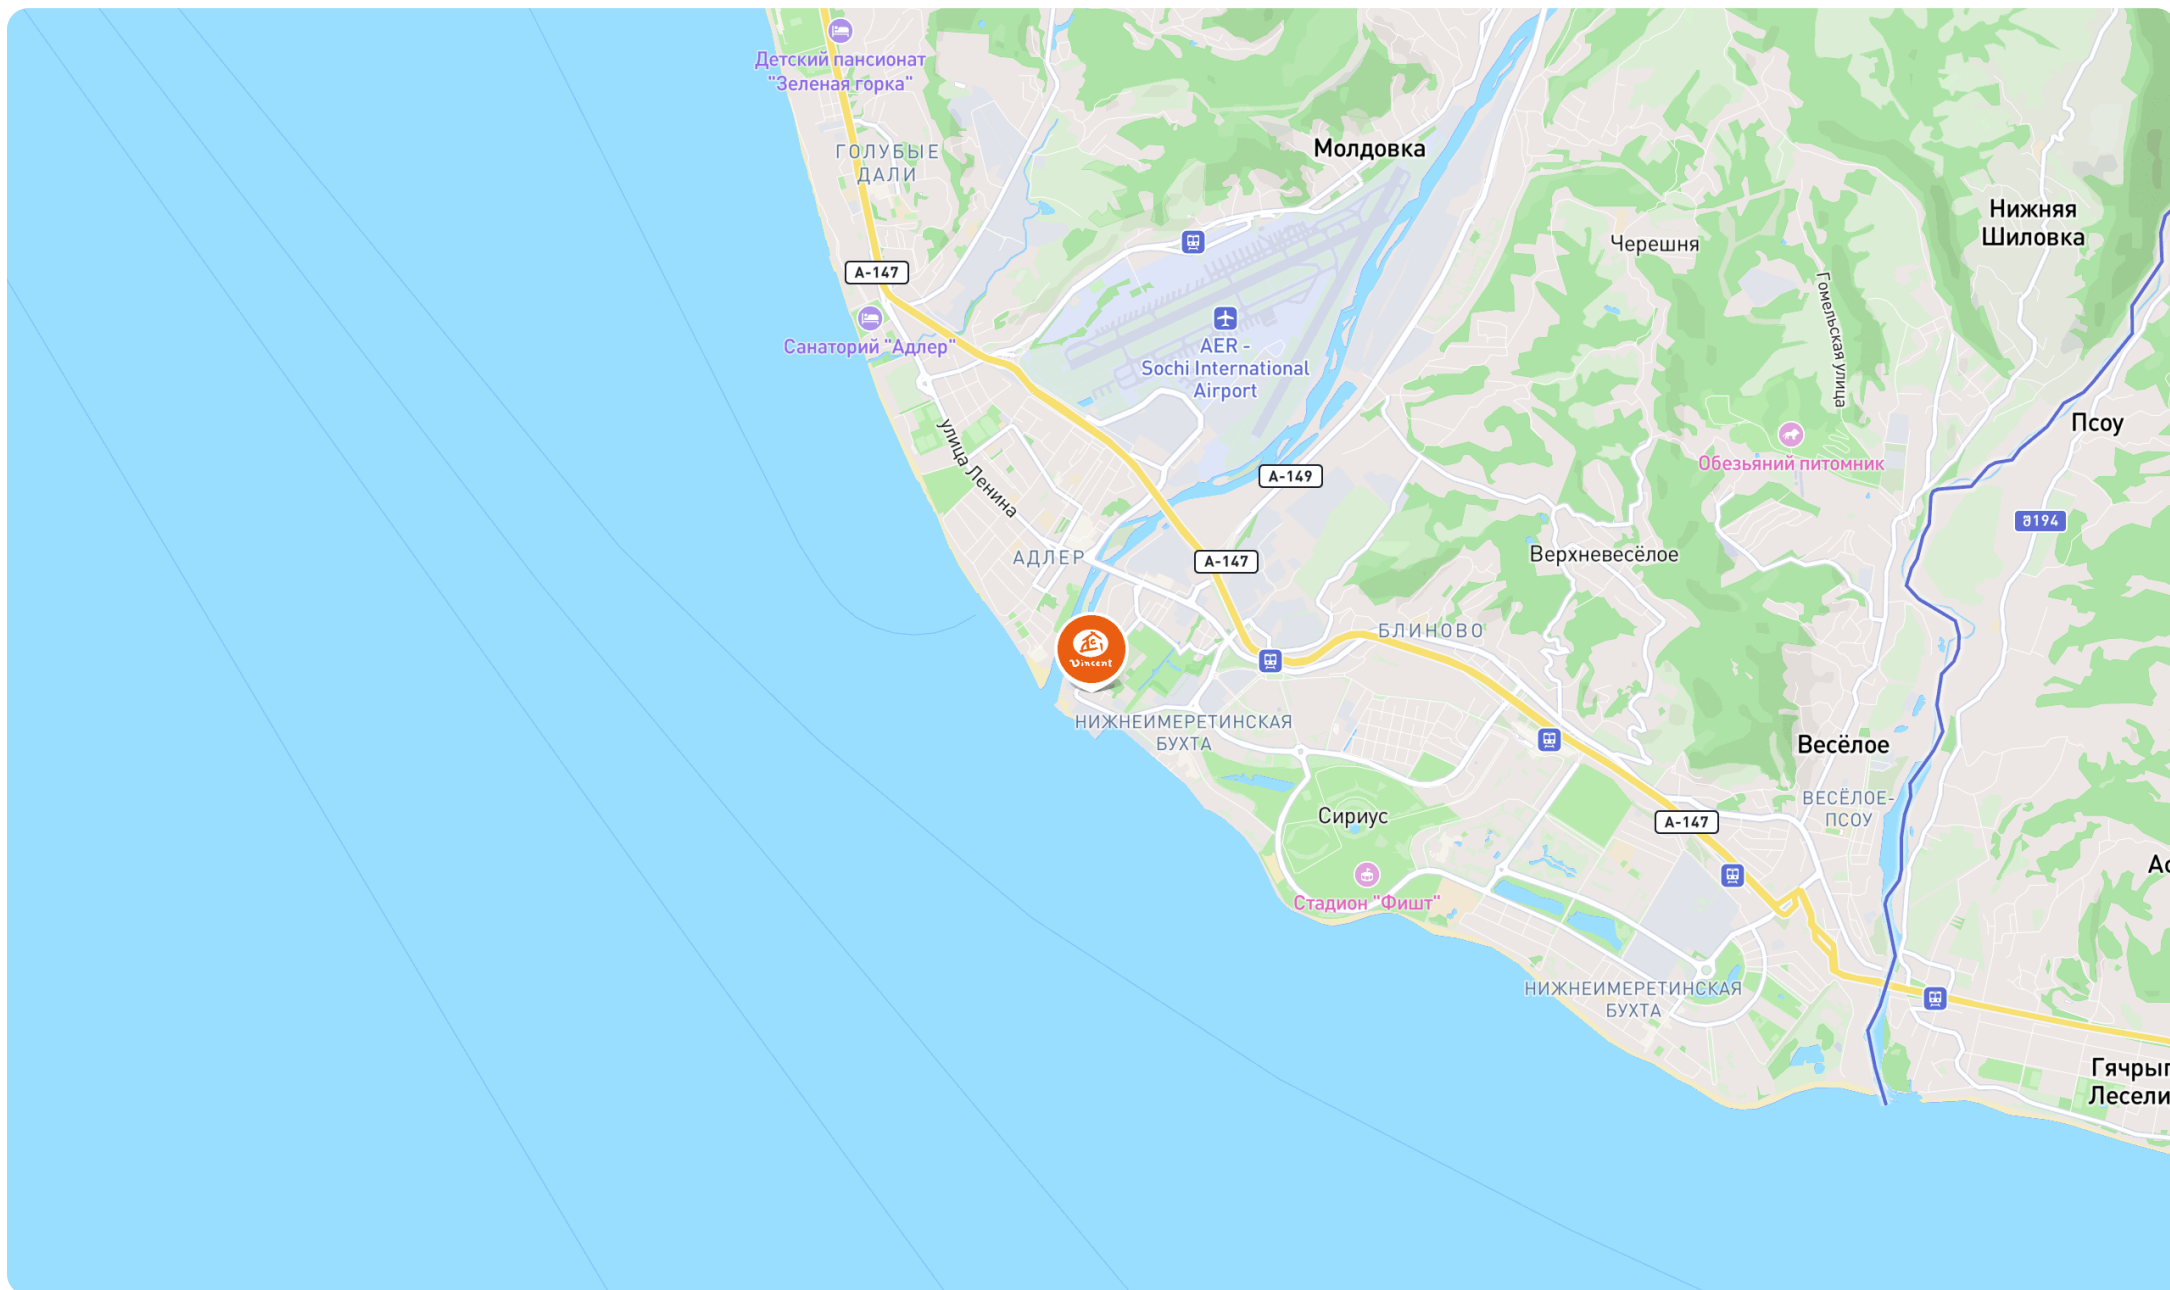 Детский пансионат
"Зеленая горка"
ГОЛУБЫЕ
ДАЛИ
Молдовка
Нижняя
Шиловка
Черешня
А-147
Гомельская улица
Санаторий "Адлер"
AER -
Sochi International
Airport
Псоу
улица Ленина
Обезьяний питомник
А-149
შ194
АДЛЕР
А-147
Верхневесёлое
БЛИНОВО
Vincent
НИЖНЕИМЕРЕТИНСКАЯ
БУХТА
Весёлое
ВЕСЁЛОЕ-
ПСОУ
Сириус
А-147
Стадион "Фишт"
НИЖНЕИМЕРЕТИНСКАЯ
БУХТА